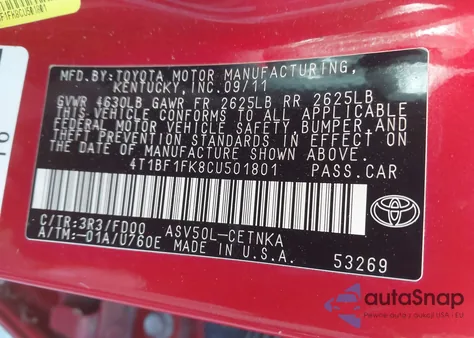 MFD.BY:TOYOTA MOTOR MANUFACTURING,
KENTUCKY, INC. 09/11
GVWR 4630LB GAWR FR 2625LB RR 2625LB
THIS VEHICLE CONFORMS TO ALL APPLICABLE
FEDERAL MOTOR VEHICLE SAFETY, BUMPER, AND
THEFT PREVENTION STANDARDS IN EFFECT ON
THE DATE OF MANUFACTURE SHOWN ABOVE.
4T1BF1FK8CU501801 PASS.CAR
C/TR:3R3/FD00 ASV50L-CETNKA
A/TM:-01A/U760E MADE IN U.S.A.
53269
TOYOTA
autoSnap